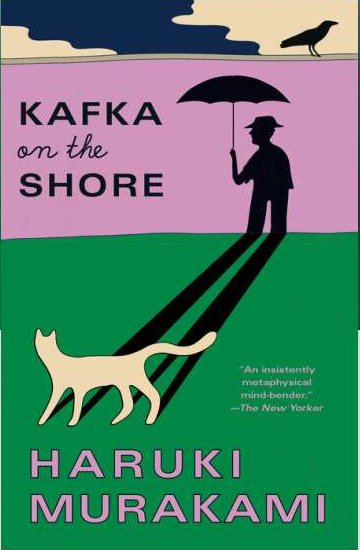 KAFKA
on the
SHORE
"An insistently
metaphysical
mind-bender."
—The New Yorker
HARUKI
MURAKAMI